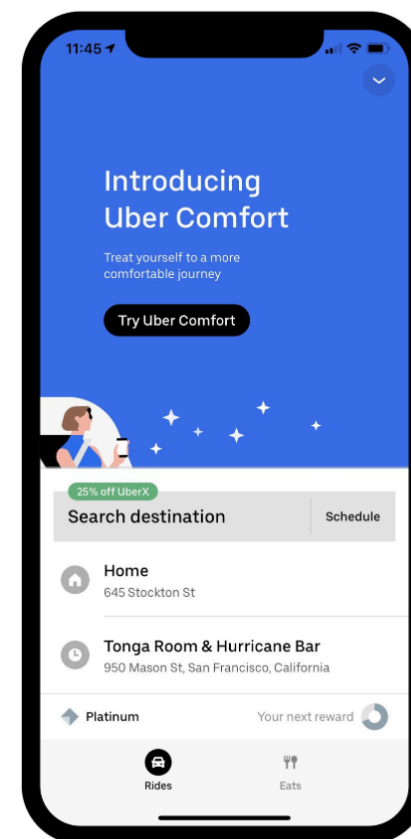 11:45
Introducing
Uber Comfort
Treat yourself to a more
comfortable journey
Try Uber Comfort
25% off UberX
Search destination
Schedule
Home
645 Stockton St
Tonga Room & Hurricane Bar
950 Mason St, San Francisco, California
Platinum
Your next reward
Rides
Eats